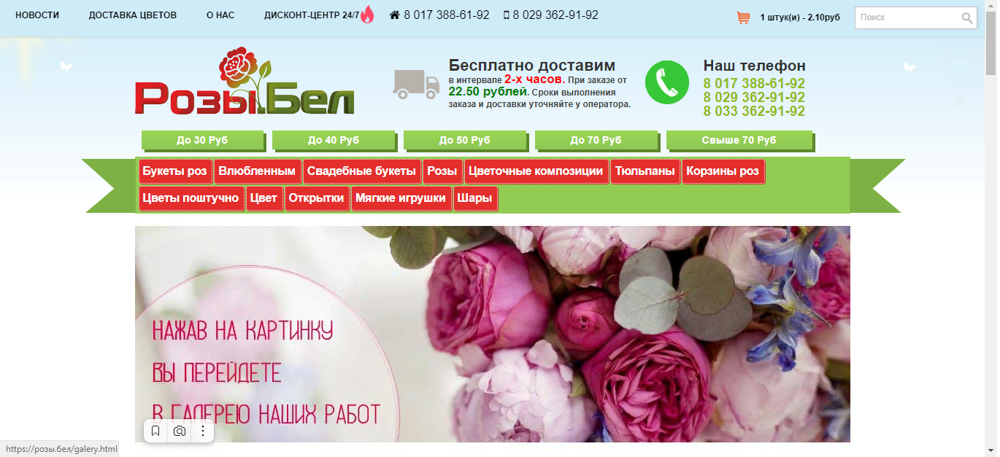 НОВОСТИ ДОСТАВКА ЦВЕТОВ О НАС ДИСКОНТ-ЦЕНТР 24/7 8 017 388-61-92 8 029 362-91-92 1 штук(и) - 2.10руб Поиск
Розы.Бел
Бесплатно доставим
в интервале 2-х часов. При заказе от
22.50 рублей. Сроки выполнения
заказа и доставки уточняйте у оператора.
Наш телефон
8 017 388-61-92
8 029 362-91-92
8 033 362-91-92
До 30 Руб До 40 Руб До 50 Руб До 70 Руб Свыше 70 Руб
Букеты роз Влюбленным Свадебные букеты Розы Цветочные композиции Тюльпаны Корзины роз
Цветы поштучно Цвет Открытки Мягкие игрушки Шары
НАЖАВ НА КАРТИНКУ
ВЫ ПЕРЕЙДЕТЕ
В ГАЛЕРЕЮ НАШИХ РАБОТ
https://розы.бел/galery.html